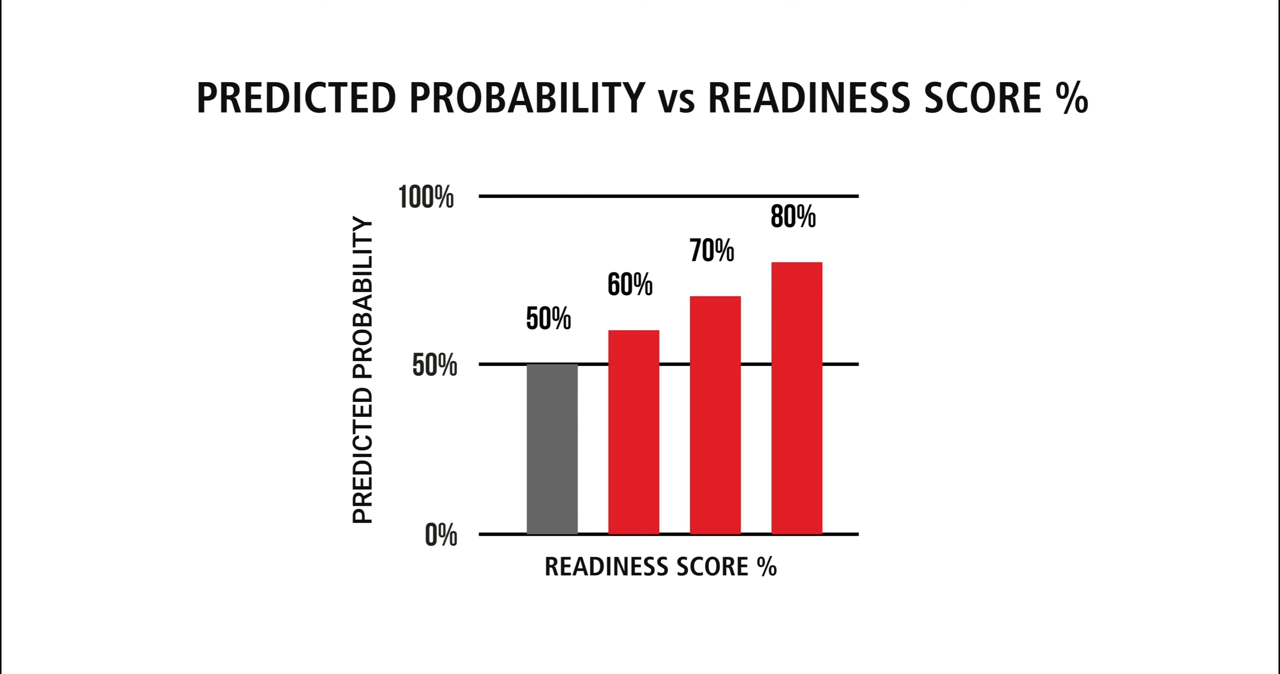 PREDICTED PROBABILITY vs READINESS SCORE %
PREDICTED PROBABILITY
100%
80%
70%
60%
50%
50%
0%
READINESS SCORE %